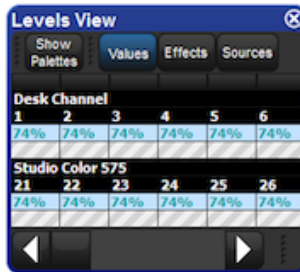 Levels View
Show Palettes Values Effects Sources
Desk Channel
1 2 3 4 5 6
74% 74% 74% 74% 74% 74%
Studio Color 575
21 22 23 24 25 26
74% 74% 74% 74% 74% 74%